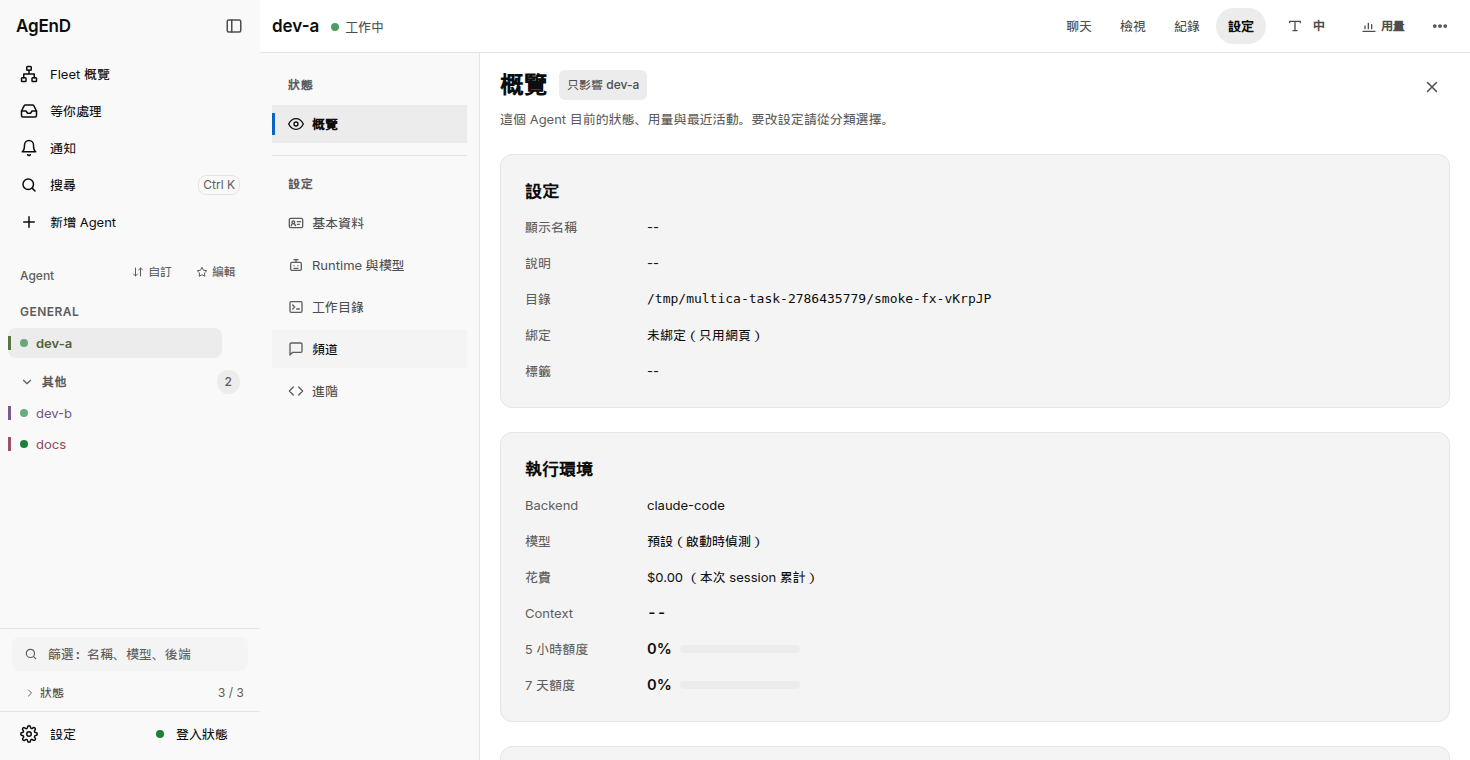 AgEnD
Fleet 概覽
等你處理
通知
搜尋 Ctrl K
新增 Agent
Agent 自訂 編輯
GENERAL
dev-a
其他 2
dev-b
docs
篩選：名稱、模型、後端
狀態 3 / 3
設定 登入狀態
dev-a 工作中
聊天 檢視 紀錄 設定 中 用量
狀態
概覽
設定
基本資料
Runtime 與模型
工作目錄
頻道
進階
概覽 只影響 dev-a
這個 Agent 目前的狀態、用量與最近活動。要改設定請從分類選擇。
設定
顯示名稱 --
說明 --
目錄 /tmp/multica-task-2786435779/smoke-fx-vKrpJP
綁定 未綁定（只用網頁）
標籤 --
執行環境
Backend claude-code
模型 預設（啟動時偵測）
花費 $0.00 （本次 session 累計）
Context --
5 小時額度 0%
7 天額度 0%